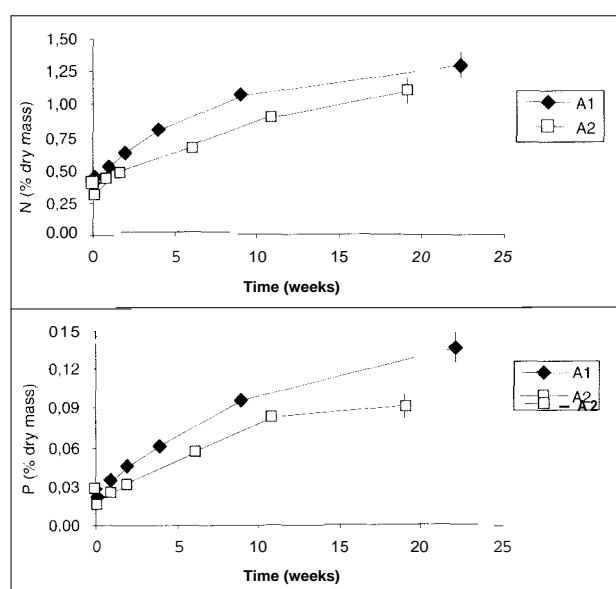 1,50
1,25
1,00
0,75
0,50
0,25
0.00
N (% dry mass)
0 5 10 15 20 25
Time (weeks)
A1
A2
015
0,12
0,09
0,06
0,03
0.00
P (% dry mass)
0 5 10 15 20 25
Time (weeks)
A1
A2
A2